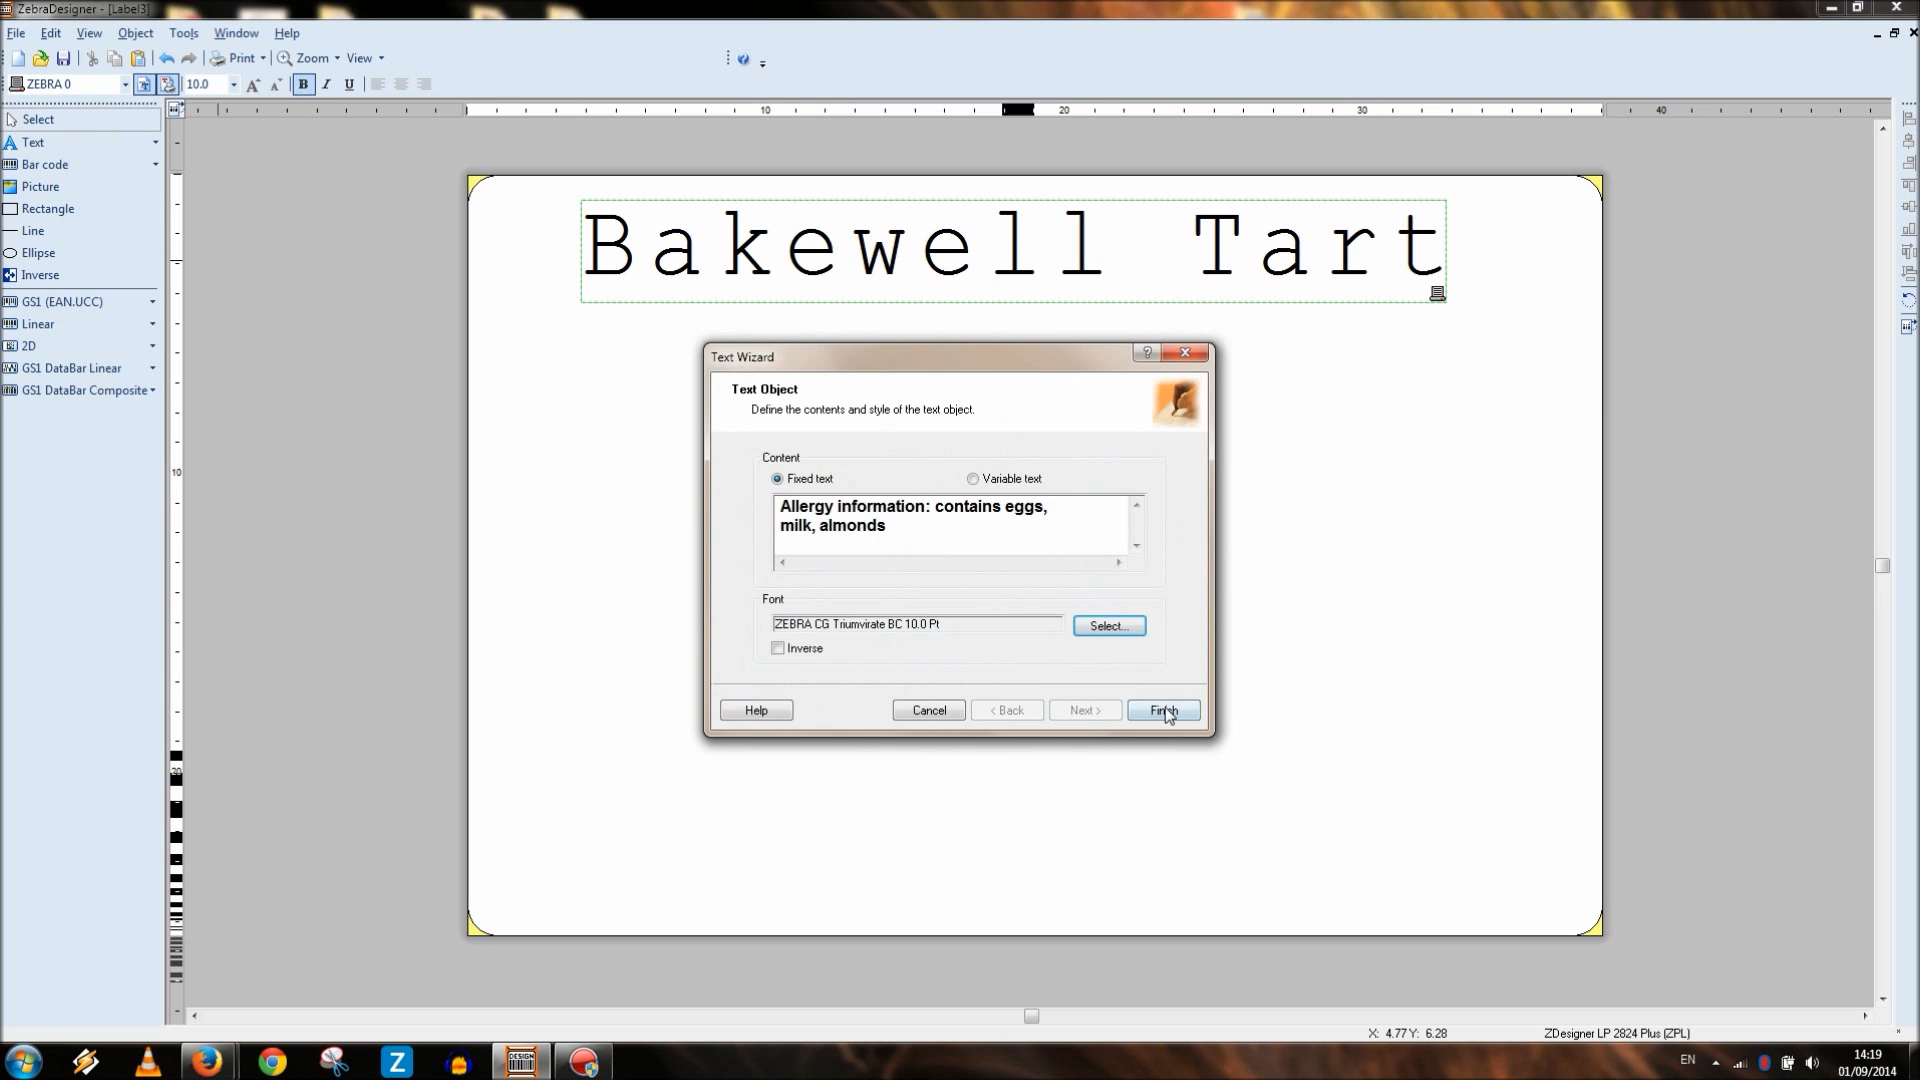 ZebraDesigner - [Label3]
File Edit View Object Tools Window Help
Print Zoom View
ZEBRA 0 10.0 B I U
Select
Text
Bar code
Picture
Rectangle
Line
Ellipse
Inverse
GS1 (EAN.UCC)
Linear
2D
GS1 DataBar Linear
GS1 DataBar Composite
10 20 30 40
10
20
Bakewell Tart
Text Wizard
Text Object
Define the contents and style of the text object.
Content
Fixed text Variable text
Allergy information: contains eggs,
milk, almonds
Font
ZEBRA CG Triumvirate BC 10.0 Pt Select...
Inverse
Help Cancel < Back Next > Finish
X: 4.77 Y: 6.28 ZDesigner LP 2824 Plus (ZPL)
Z DESIGN EN 14:19
01/09/2014